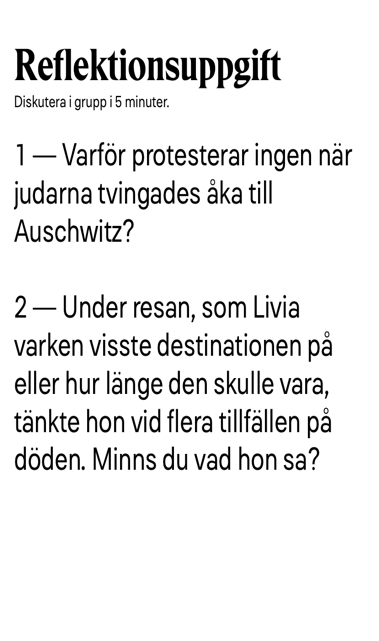 Reflektionsuppgift
Diskutera i grupp i 5 minuter.
1 — Varför protesterar ingen när
judarna tvingades åka till
Auschwitz?
2 — Under resan, som Livia
varken visste destinationen på
eller hur länge den skulle vara,
tänkte hon vid flera tillfällen på
döden. Minns du vad hon sa?